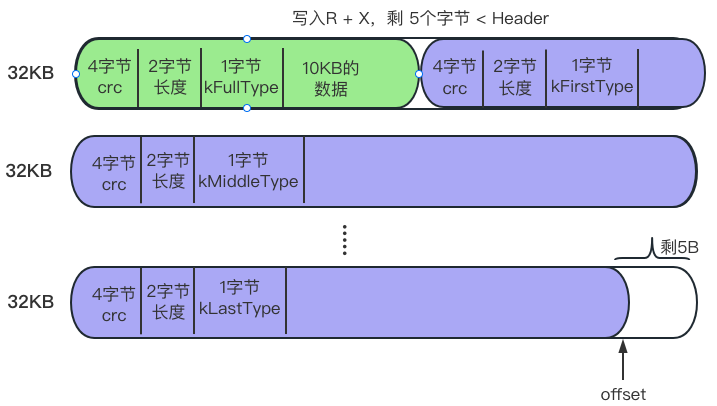 写入R + X，剩 5个字节 < Header
32KB
4字节
crc
2字节
长度
1字节
kFullType
10KB的
数据
4字节
crc
2字节
长度
1字节
kFirstType
32KB
4字节
crc
2字节
长度
1字节
kMiddleType
剩5B
32KB
4字节
crc
2字节
长度
1字节
kLastType
offset